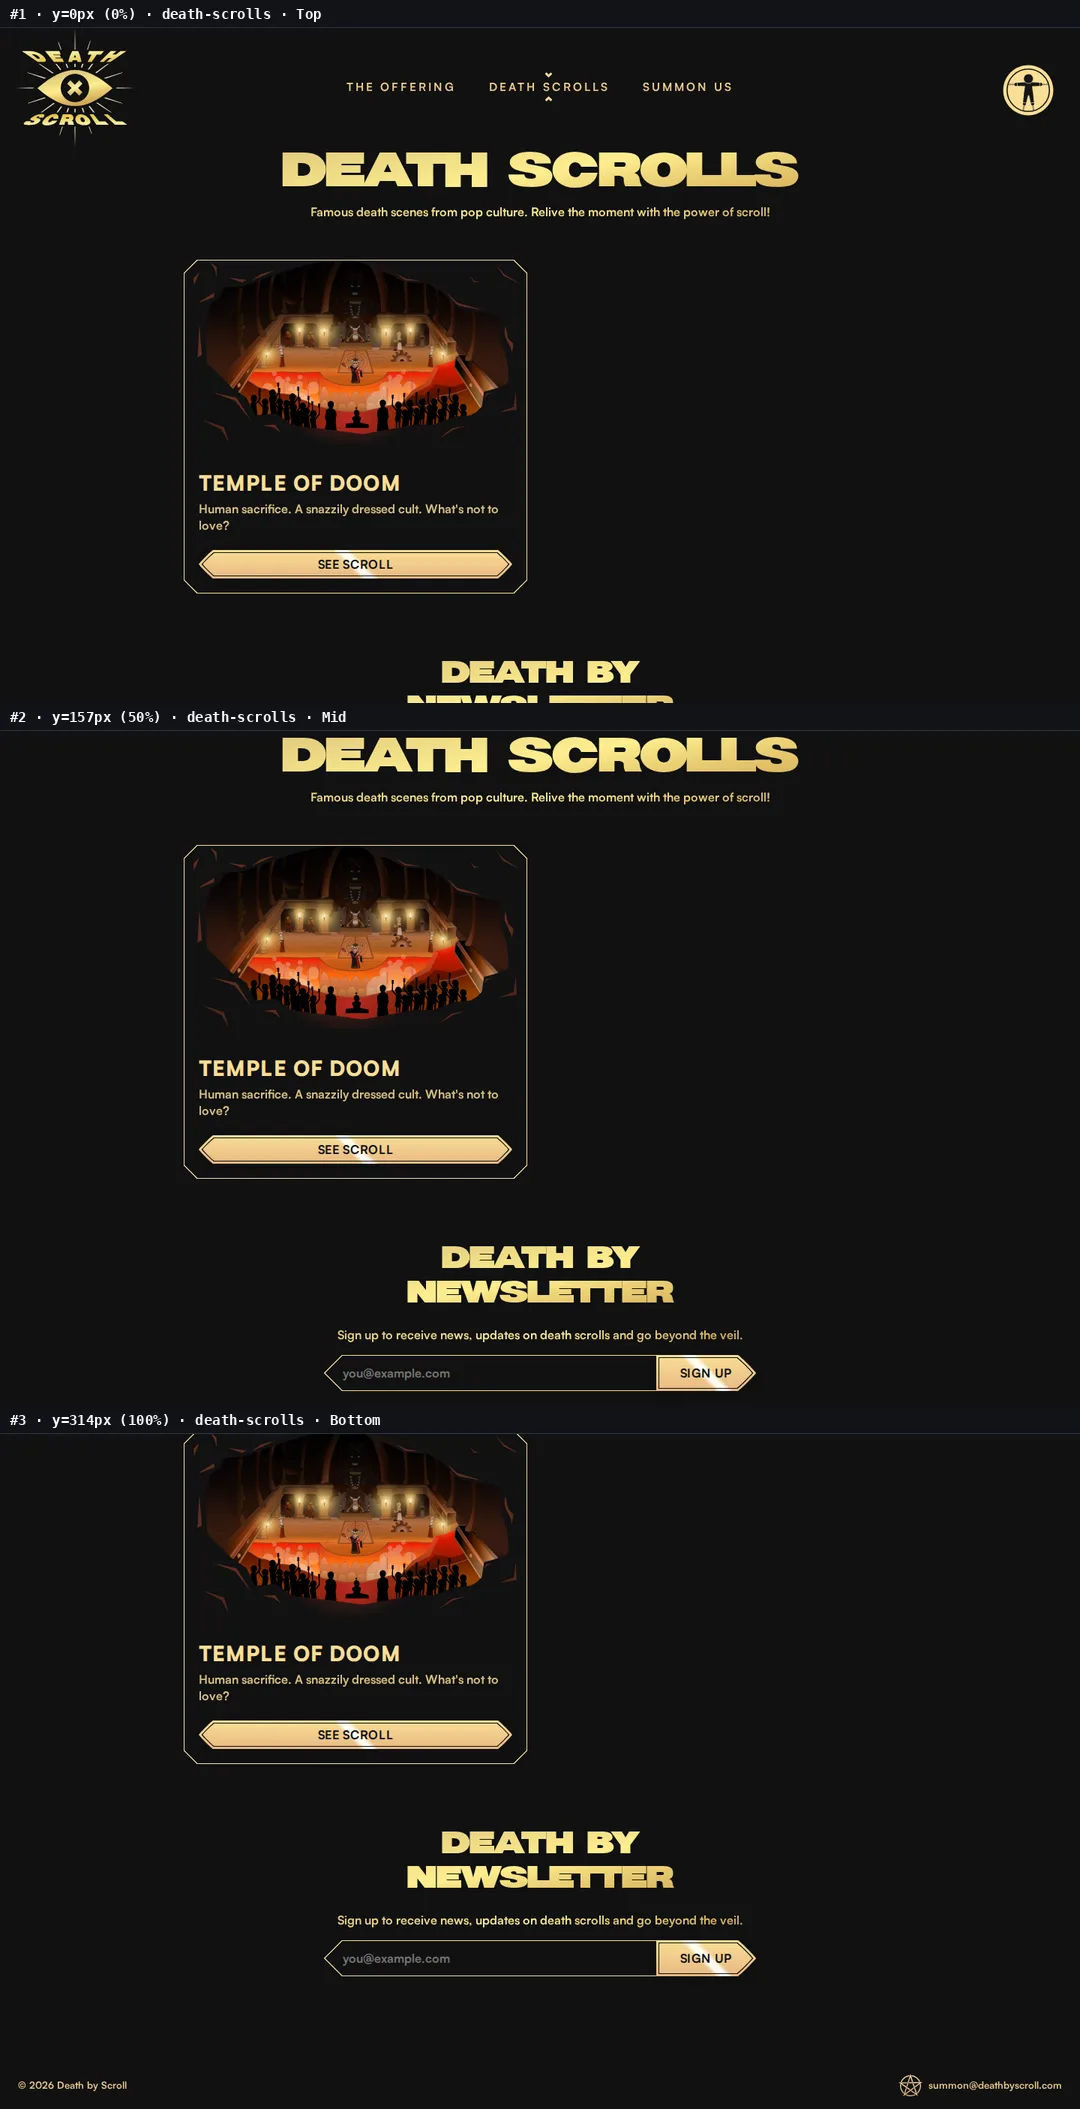 #1 · y=0px (0%) · death-scrolls · Top
DEATH
SCROLL
THE OFFERING
DEATH SCROLLS
SUMMON US
DEATH SCROLLS
Famous death scenes from pop culture. Relive the moment with the power of scroll!
TEMPLE OF DOOM
Human sacrifice. A snazzily dressed cult. What's not to
love?
SEE SCROLL
DEATH BY
NEWSLETTER
#2 · y=157px (50%) · death-scrolls · Mid
DEATH SCROLLS
Famous death scenes from pop culture. Relive the moment with the power of scroll!
TEMPLE OF DOOM
Human sacrifice. A snazzily dressed cult. What's not to
love?
SEE SCROLL
DEATH BY
NEWSLETTER
Sign up to receive news, updates on death scrolls and go beyond the veil.
you@example.com
SIGN UP
#3 · y=314px (100%) · death-scrolls · Bottom
TEMPLE OF DOOM
Human sacrifice. A snazzily dressed cult. What's not to
love?
SEE SCROLL
DEATH BY
NEWSLETTER
Sign up to receive news, updates on death scrolls and go beyond the veil.
you@example.com
SIGN UP
© 2026 Death by Scroll
summon@deathbyscroll.com